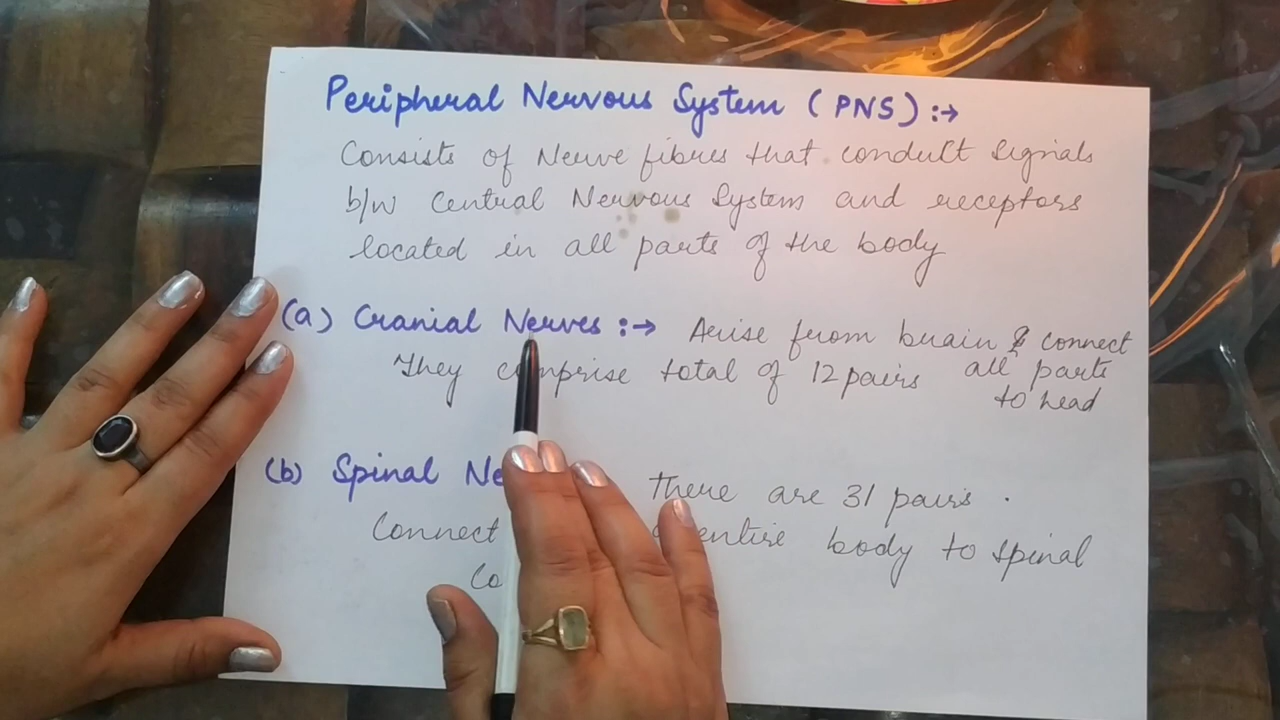 Peripheral Nervous System (PNS) :→
Consists of Nerve fibres that conduct signals
b/w Central Nervous System and receptors
located in all parts of the body
(a) Cranial Nerves :→ Arise from brain & connect
They comprise total of 12 pairs all parts
to head
(b) Spinal Ne There are 31 pairs .
Connect entire body to spinal
Co